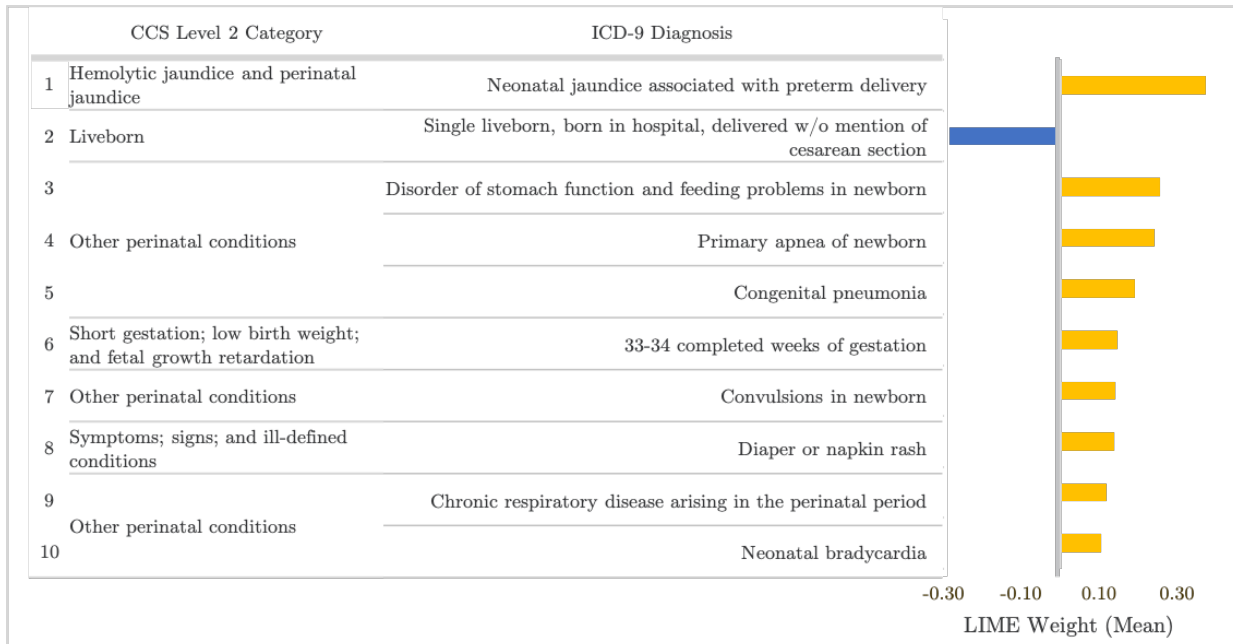 CCS Level 2 Category ICD-9 Diagnosis
1 Hemolytic jaundice and perinatal
jaundice Neonatal jaundice associated with preterm delivery
2 Liveborn Single liveborn, born in hospital, delivered w/o mention of
cesarean section
3 Disorder of stomach function and feeding problems in newborn
4 Other perinatal conditions Primary apnea of newborn
5 Congenital pneumonia
6 Short gestation; low birth weight;
and fetal growth retardation 33-34 completed weeks of gestation
7 Other perinatal conditions Convulsions in newborn
8 Symptoms; signs; and ill-defined
conditions Diaper or napkin rash
9 Chronic respiratory disease arising in the perinatal period
Other perinatal conditions
10 Neonatal bradycardia
-0.30 -0.10 0.10 0.30
LIME Weight (Mean)